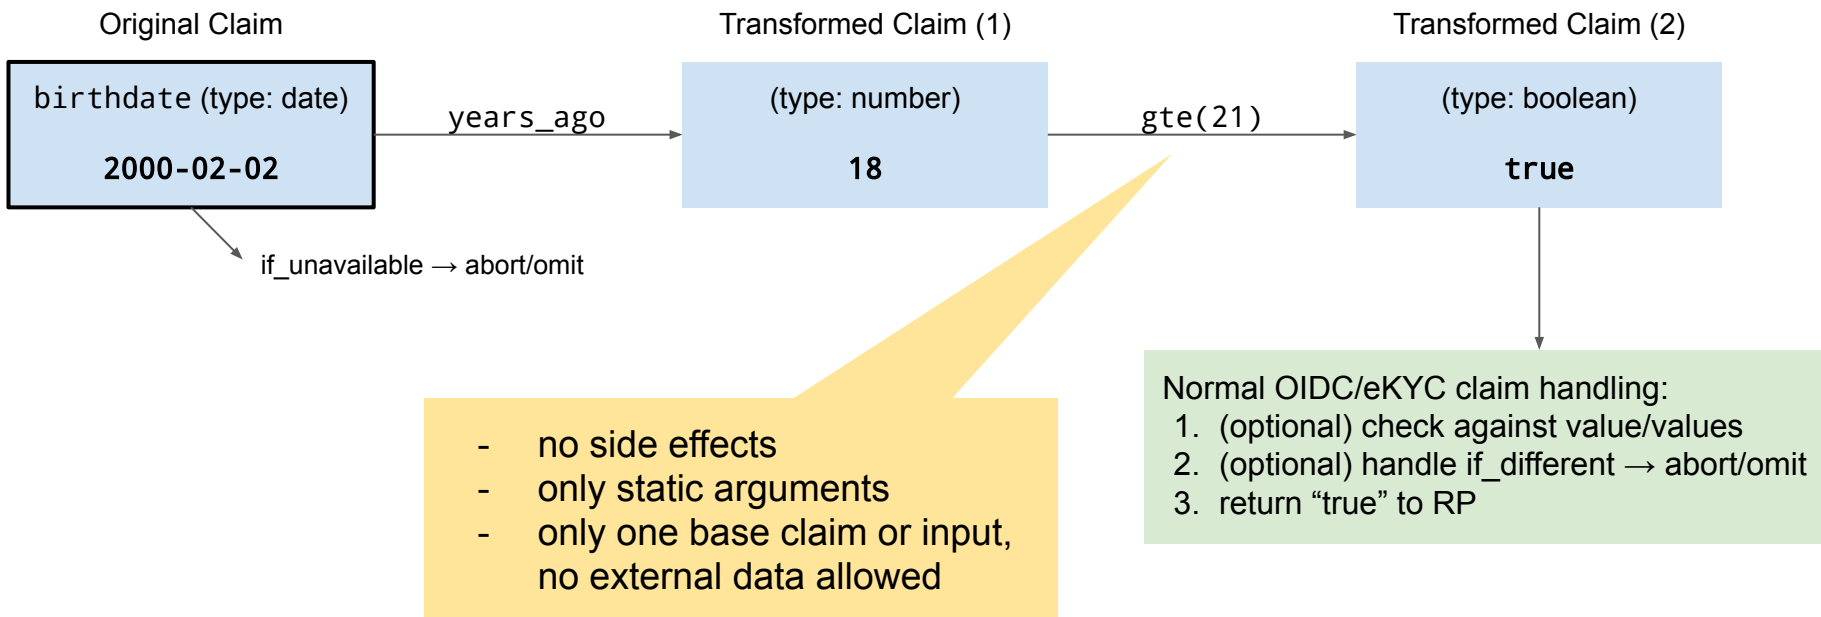 Original Claim
Transformed Claim (1)
Transformed Claim (2)
birthdate (type: date)
2000-02-02
years_ago
(type: number)
18
gte(21)
(type: boolean)
true
if_unavailable → abort/omit
- no side effects
- only static arguments
- only one base claim or input,
no external data allowed
Normal OIDC/eKYC claim handling:
1. (optional) check against value/values
2. (optional) handle if_different → abort/omit
3. return “true” to RP